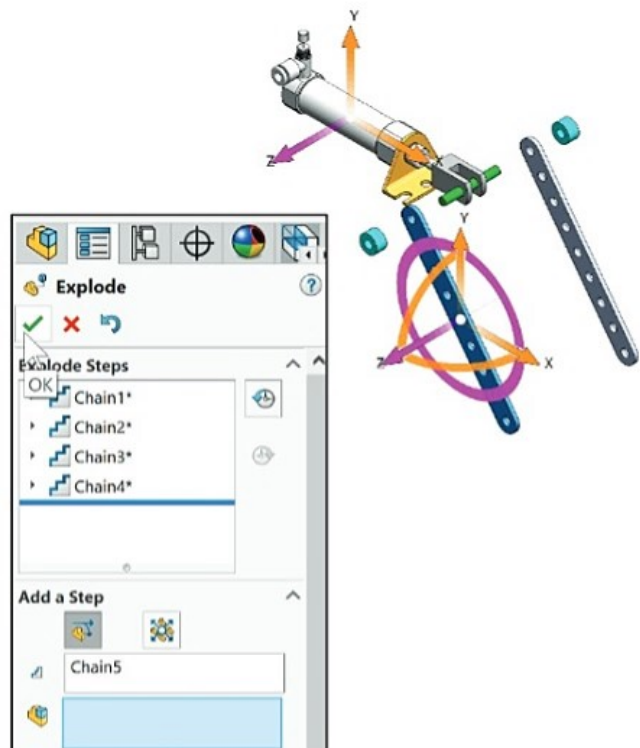 Y
Z
X
Y
Z
X
Explode
?
Explode Steps
OK
Chain1*
Chain2*
Chain3*
Chain4*
Add a Step
Chain5